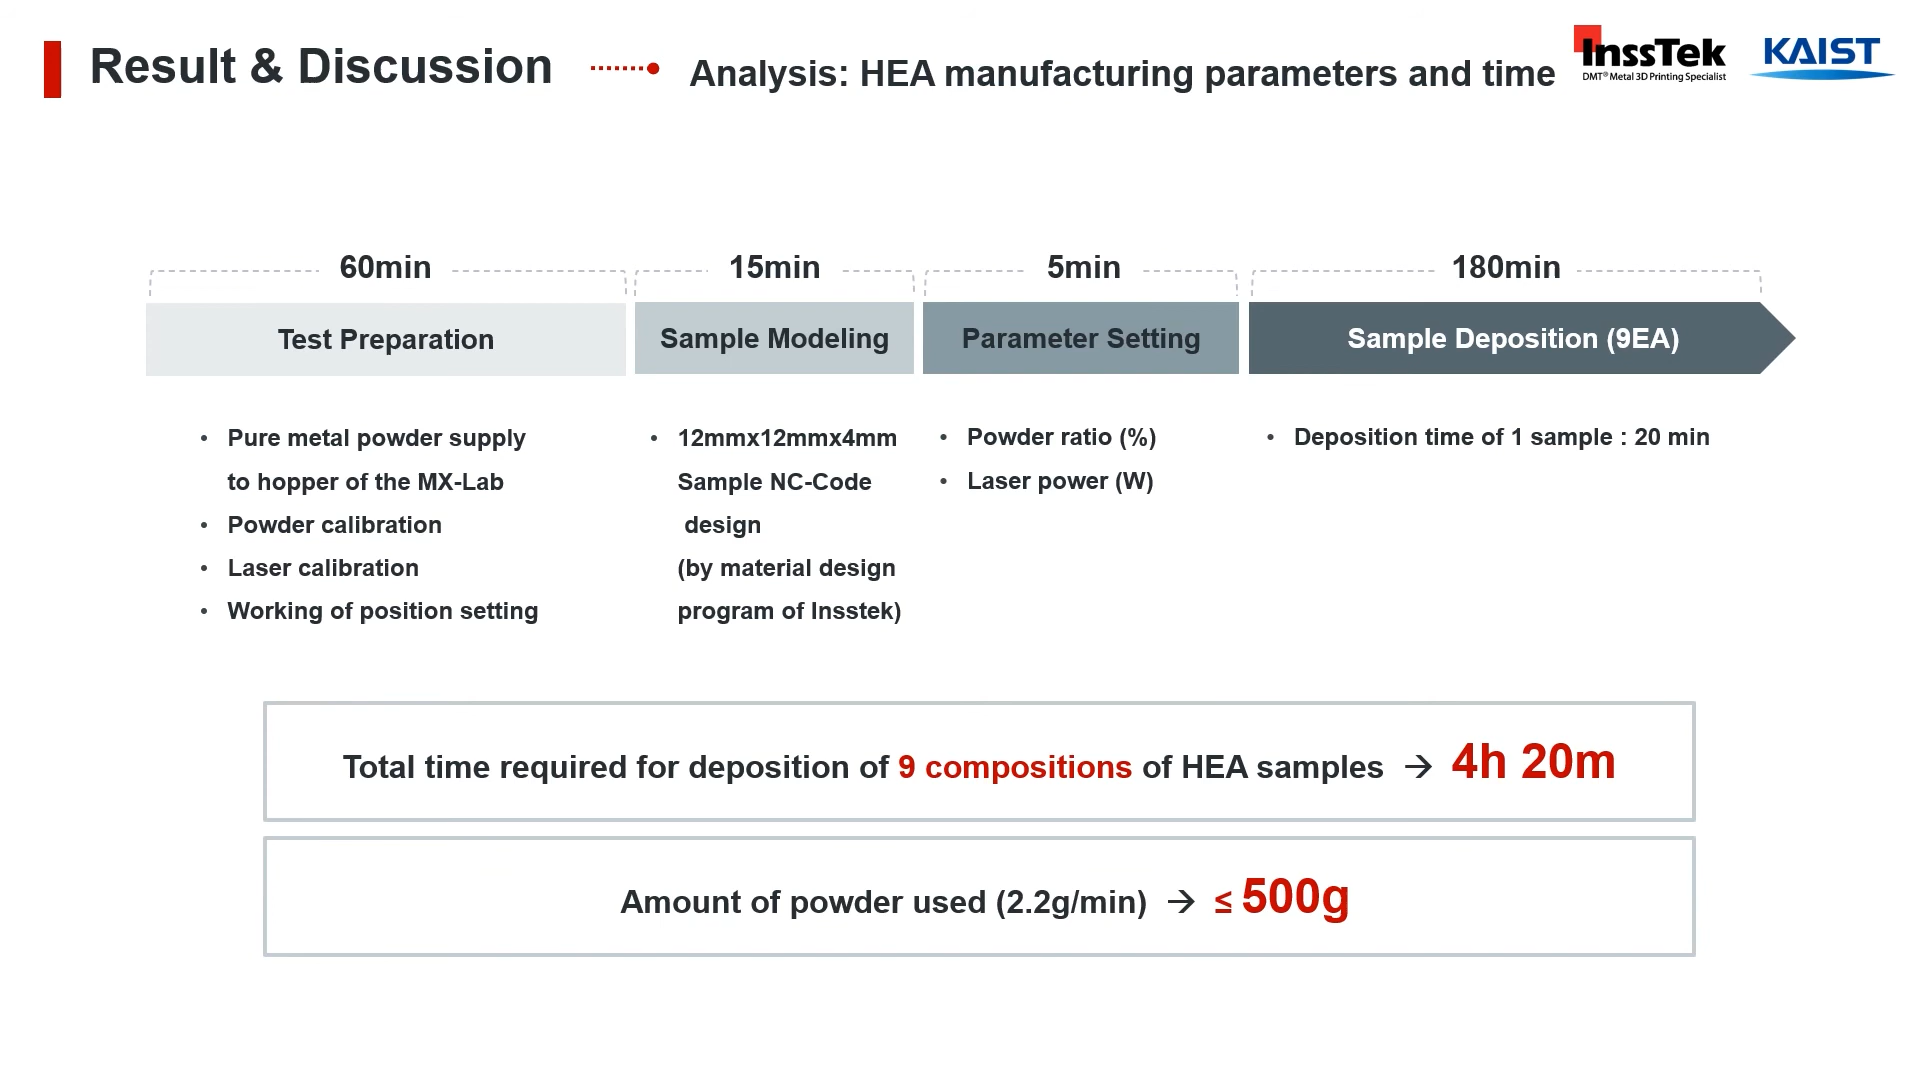 Result & Discussion
Analysis: HEA manufacturing parameters and time
InssTek
DMT® Metal 3D Printing Specialist
KAIST
60min
15min
5min
180min
Test Preparation
Sample Modeling
Parameter Setting
Sample Deposition (9EA)
• Pure metal powder supply
to hopper of the MX-Lab
• Powder calibration
• Laser calibration
• Working of position setting
• 12mmx12mmx4mm
Sample NC-Code
design
(by material design
program of Insstek)
• Powder ratio (%)
• Laser power (W)
• Deposition time of 1 sample : 20 min
Total time required for deposition of 9 compositions of HEA samples → 4h 20m
Amount of powder used (2.2g/min) → ≤ 500g